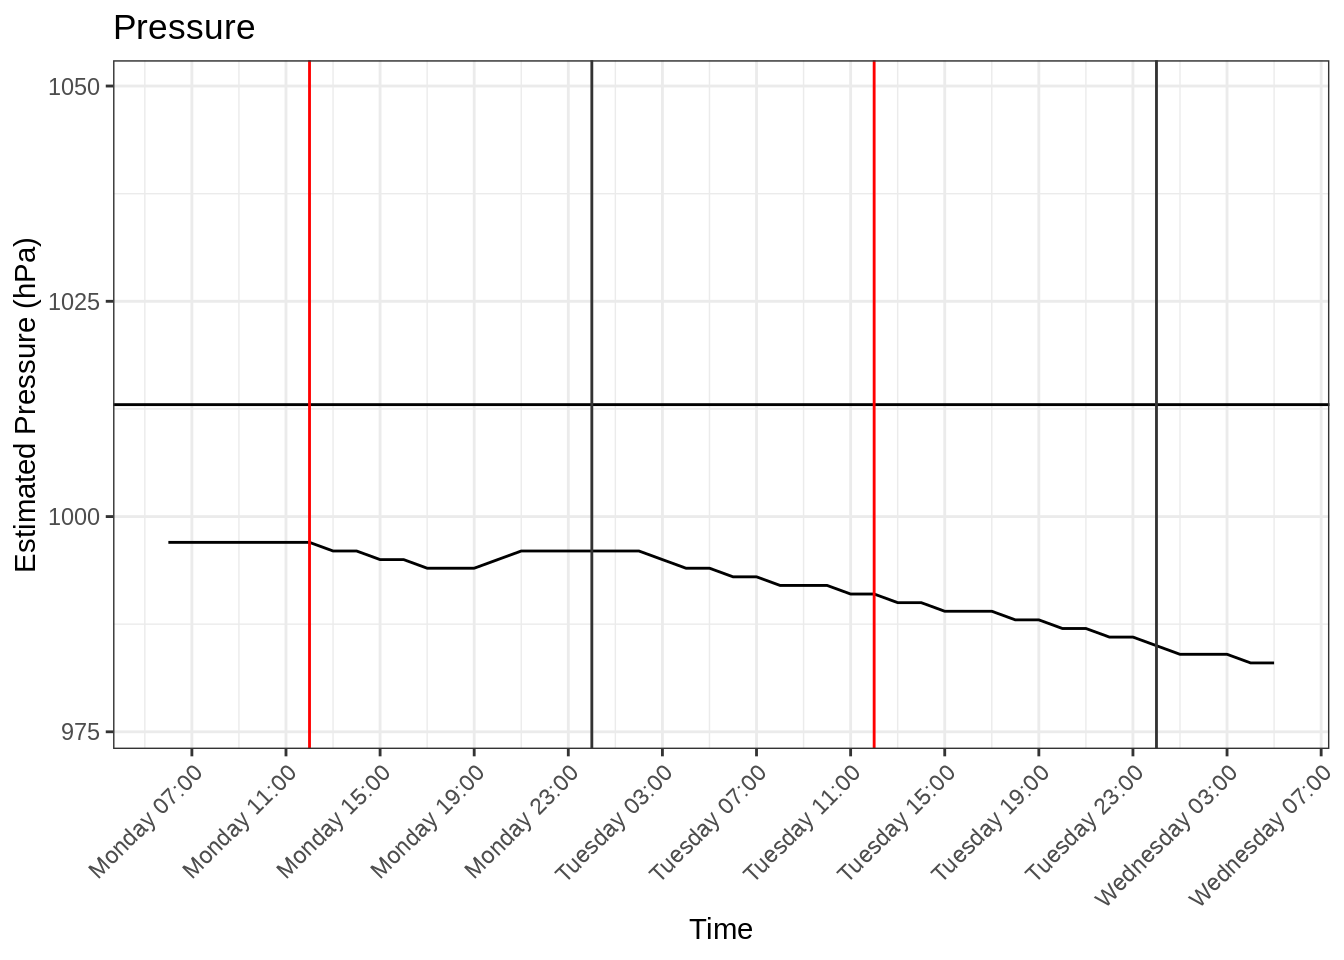 Pressure
Estimated Pressure (hPa)
1050
1025
1000
975
Monday 07:00
Monday 11:00
Monday 15:00
Monday 19:00
Monday 23:00
Tuesday 03:00
Tuesday 07:00
Tuesday 11:00
Tuesday 15:00
Tuesday 19:00
Tuesday 23:00
Wednesday 03:00
Wednesday 07:00
Time